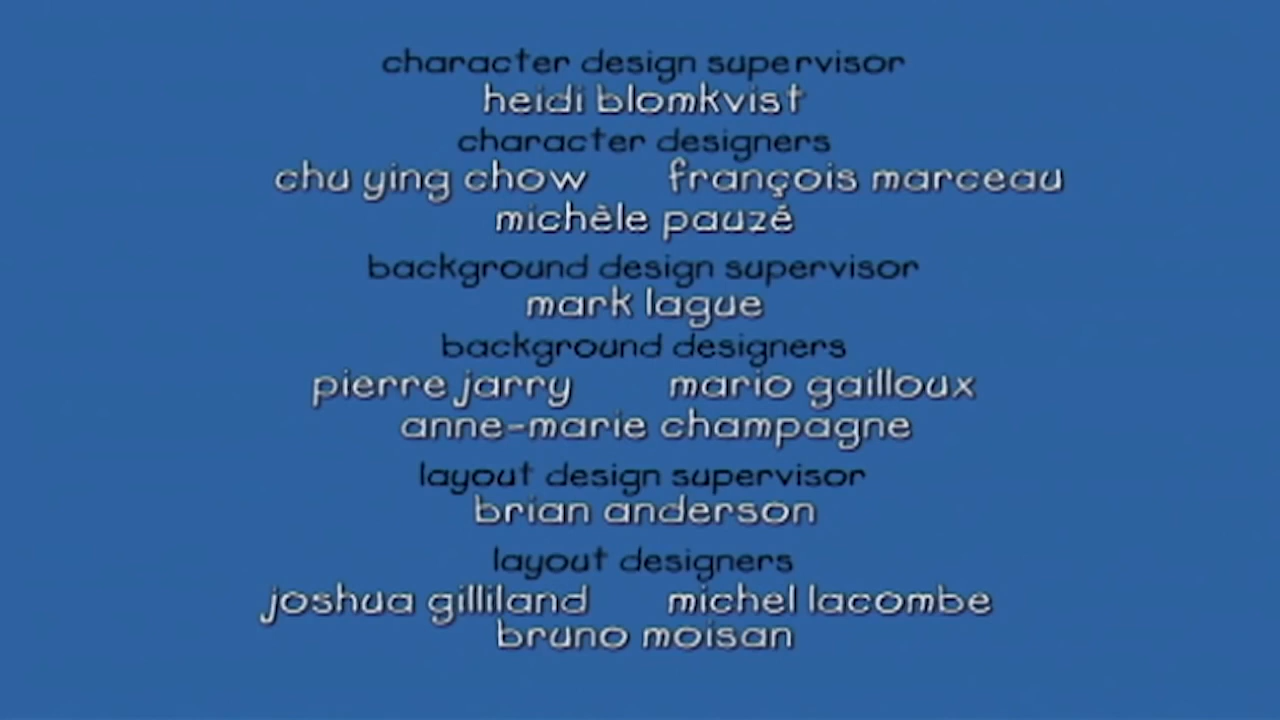 character design supervisor
heidi blomkvist
character designers
chu ying chow françois marceau
michèle pauzé
background design supervisor
mark lague
background designers
pierre jarry mario gailloux
anne-marie champagne
layout design supervisor
brian anderson
layout designers
joshua gilliland michel lacombe
bruno moisan